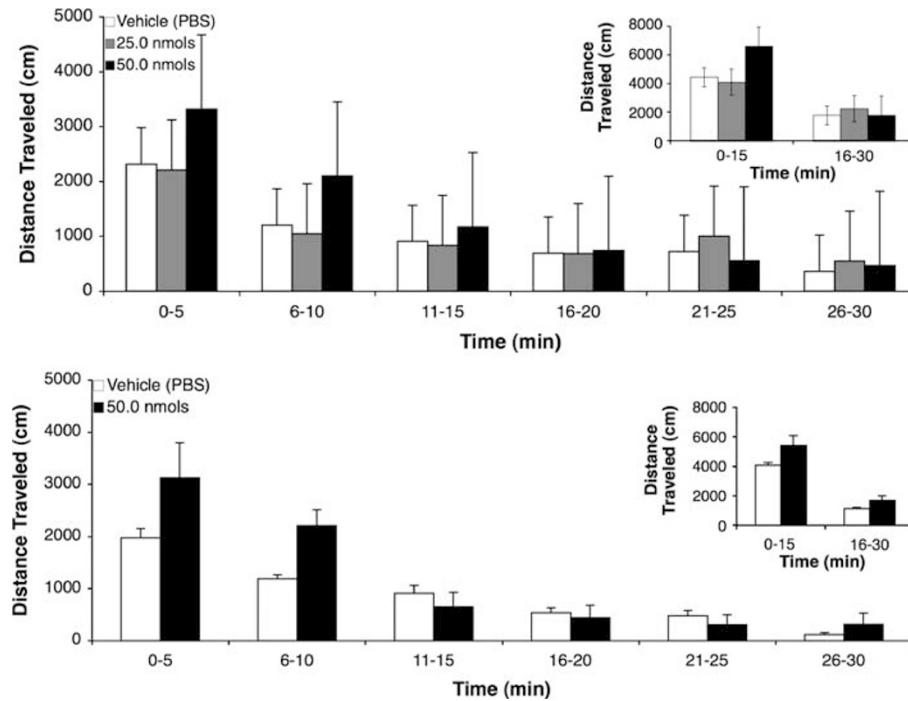 5000
4000
3000
2000
1000
0
Distance Traveled (cm)
Vehicle (PBS)
25.0 nmols
50.0 nmols
0-5
6-10
11-15
16-20
21-25
26-30
Time (min)
8000
6000
4000
2000
0
Distance
Traveled (cm)
0-15
16-30
Time (min)
5000
4000
3000
2000
1000
0
Distance Traveled (cm)
Vehicle (PBS)
50.0 nmols
0-5
6-10
11-15
16-20
21-25
26-30
Time (min)
8000
6000
4000
2000
0
Distance
Traveled (cm)
0-15
16-30
Time (min)